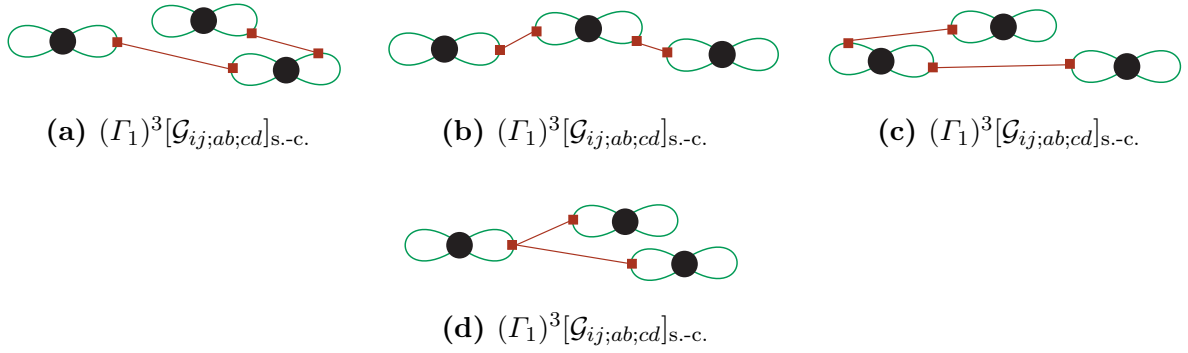 (a) (Γ₁)³[𝒢ᵢⱼ;ab;cd]s.-c.
(b) (Γ₁)³[𝒢ᵢⱼ;ab;cd]s.-c.
(c) (Γ₁)³[𝒢ᵢⱼ;ab;cd]s.-c.
(d) (Γ₁)³[𝒢ᵢⱼ;ab;cd]s.-c.